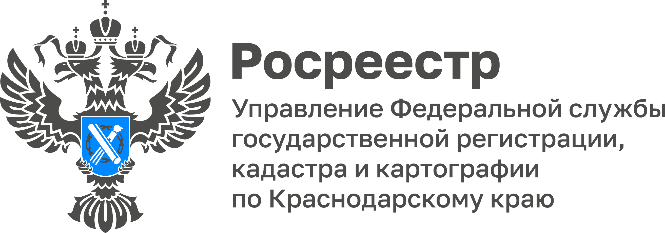 Росреестр
Управление Федеральной службы
государственной регистрации,
кадастра и картографии
по Краснодарскому краю